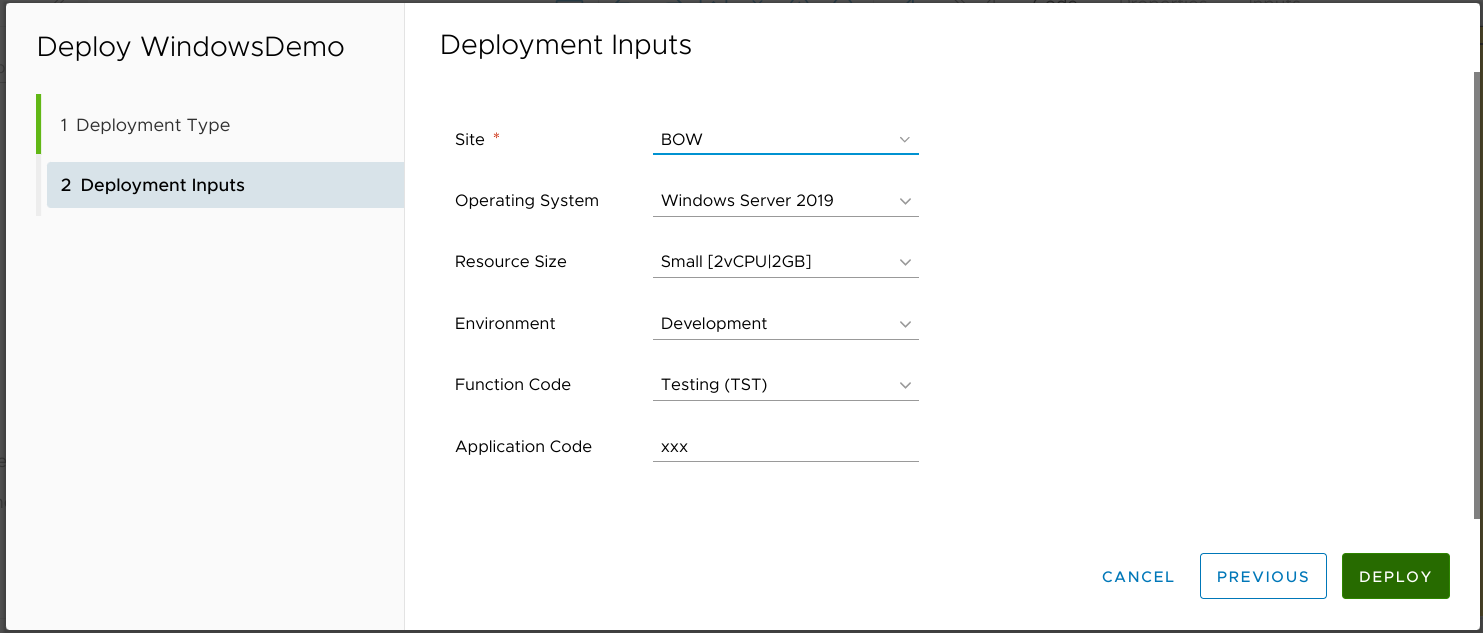 Deploy WindowsDemo
1 Deployment Type
2 Deployment Inputs
Deployment Inputs
Site *
BOW
Operating System
Windows Server 2019
Resource Size
Small [2vCPU|2GB]
Environment
Development
Function Code
Testing (TST)
Application Code
xxx
CANCEL
PREVIOUS
DEPLOY